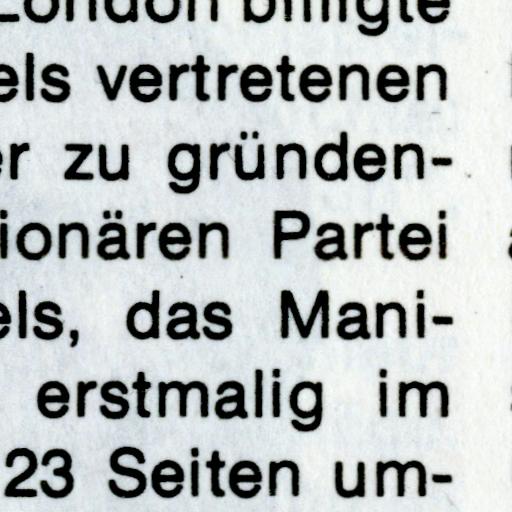 London billigte
els vertretenen
er zu gründen-
ionären Partei
els, das Mani-
erstmalig im
23 Seiten um-